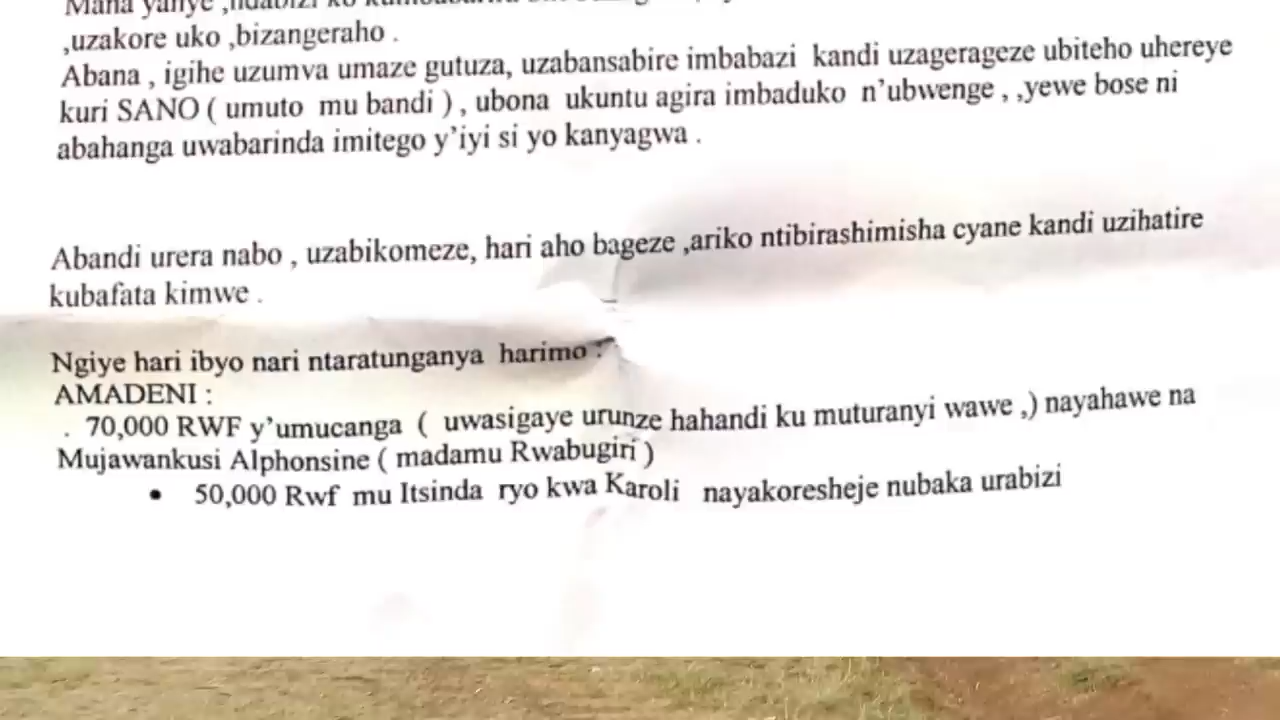 Mana yanye
,uzakore uko ,bizangeraho .
Abana , igihe uzumva umaze gutuza, uzabansabire imbabazi kandi uzagerageze ubiteho uhereye
kuri SANO ( umuto mu bandi ) , ubona ukuntu agira imbaduko n’ubwenge , ,yewe bose ni
abahanga uwabarinda imitego y’iyi si yo kanyagwa .
Abandi urera nabo , uzabikomeze, hari aho bageze ,ariko ntibirashimisha cyane kandi uzihatire
kubafata kimwe .
Ngiye hari ibyo nari ntaratunganya harimo :
AMADENI :
. 70,000 RWF y’umucanga ( uwasigaye urunze hahandi ku muturanyi wawe ,) nayahawe na
Mujawankusi Alphonsine ( madamu Rwabugiri )
• 50,000 Rwf mu Itsinda ryo kwa Karoli nayakoresheje nubaka urabizi